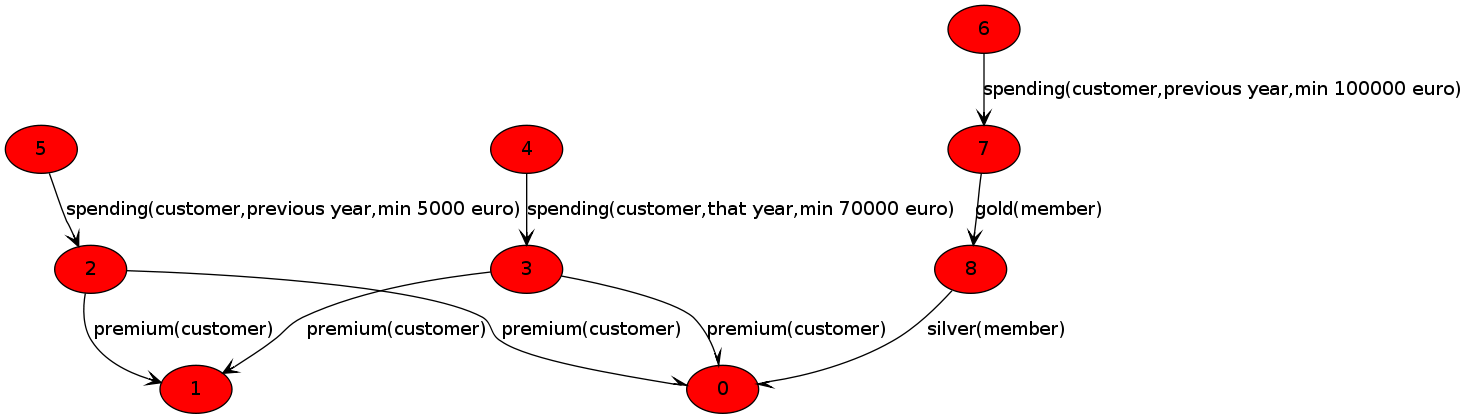 6
spending(customer,previous year,min 100000 euro)
5
4
7
spending(customer,previous year,min 5000 euro)
spending(customer,that year,min 70000 euro)
gold(member)
2
3
8
premium(customer)
premium(customer)
premium(customer)
premium(customer)
silver(member)
1
0